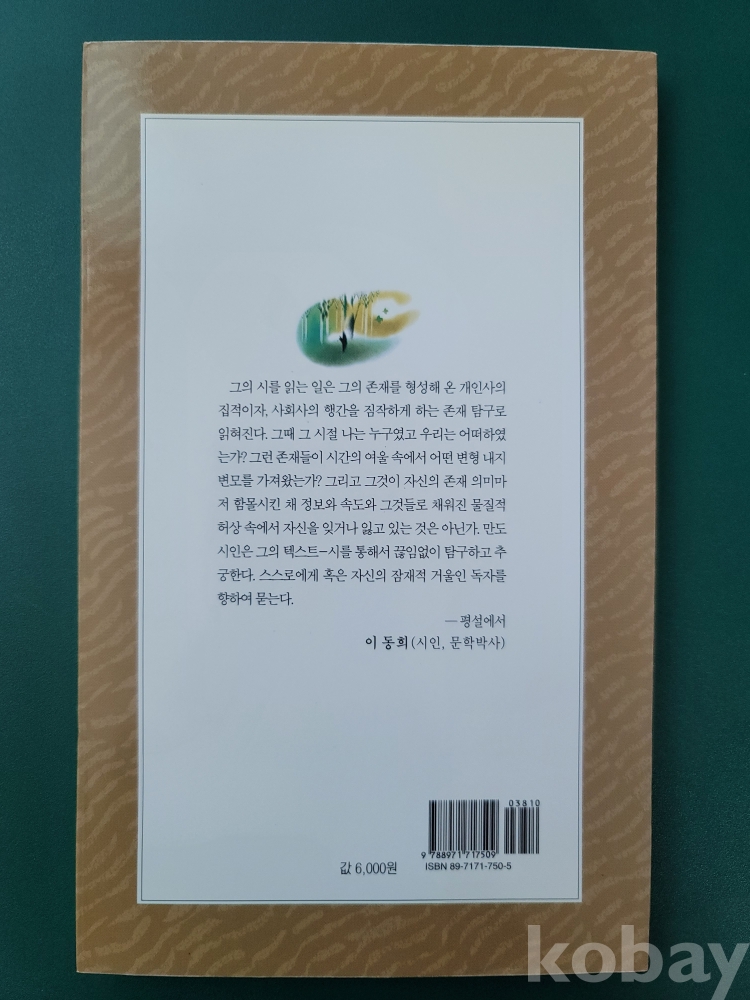 그의 시를 읽는 일은 그의 존재를 형성해 온 개인사의
집적이자, 사회사의 행간을 짐작하게 하는 존재 탐구로
읽혀진다. 그때 그 시절 나는 누구였고 우리는 어떠하였
는가? 그런 존재들이 시간의 여울 속에서 어떤 변형 내지
변모를 가져왔는가? 그리고 그것이 자신의 존재 의미마
저 함몰시킨 채 정보와 속도와 그것들로 채워진 물질적
허상 속에서 자신을 잊거나 잃고 있는 것은 아닌가. 만도
시인은 그의 텍스트–시를 통해서 끊임없이 탐구하고 추
궁한다. 스스로에게 혹은 자신의 잠재적 거울인 독자를
향하여 묻는다.
— 평설에서
이 동 희 (시인, 문학박사)
03810
9 788971 717509
값 6,000원
ISBN 89-7171-750-5
kobay